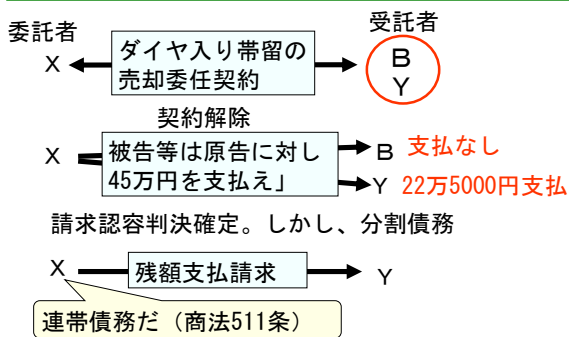 委託者
受託者
X
ダイヤ入り帯留の
売却委任契約
B
Y
契約解除
X
被告等は原告に対し
45万円を支払え」
B 支払なし
Y 22万5000円支払
請求認容判決確定。しかし、分割債務
X
残額支払請求
Y
連帯債務だ(商法511条)